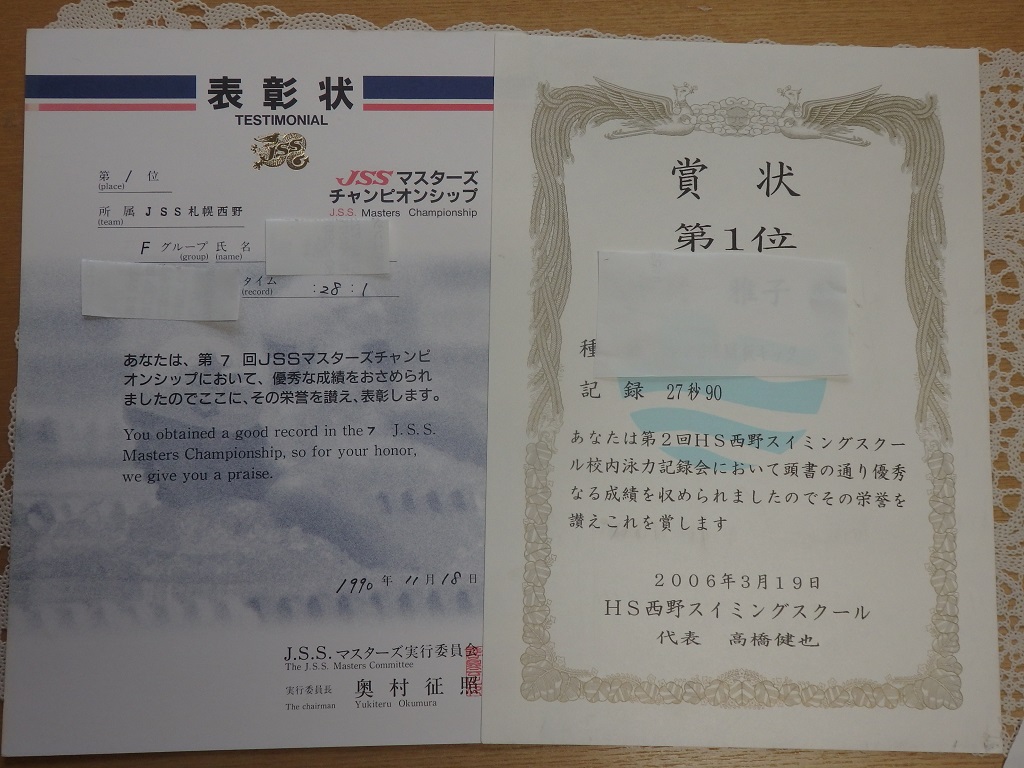 表彰状
TESTIMONIAL
JSS
第 1 位
(place)
JSS マスターズ
チャンピオンシップ
J.S.S. Masters Championship
所属 JSS札幌西野
(team)
F グループ 氏 名
(group) (name)
タイム
(record) :28:1
あなたは、第 7 回JSSマスターズチャンピ
オンシップにおいて、優秀な成績をおさめられ
ましたのでここに、その栄誉を讃え、表彰します。
You obtained a good record in the 7 J.S.S.
Masters Championship, so for your honor,
we give you a praise.
1990 年 11 月 18 日
J.S.S.マスターズ実行委員会
The J.S.S. Masters Committee
実行委員長 奥村征照
The chairman Yukiteru Okumura
賞 状
第1位
種
記 録 27秒90
あなたは第2回HS西野スイミングスクー
ル校内泳力記録会において頭書の通り優秀
なる成績を収められましたのでその栄誉を
讃えこれを賞します
2006年3月19日
HS西野スイミングスクール
代表 高橋健也